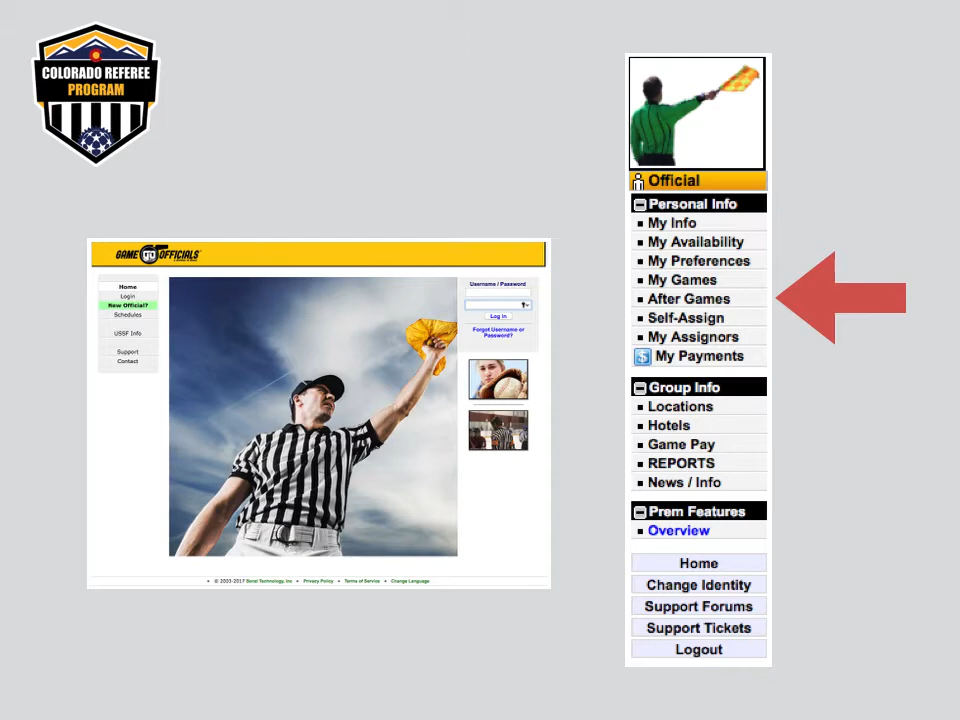 COLORADO REFEREE
PROGRAM
GAME OFFICIALS
Home
Login
New Official?
Schedules
USSF Info
Support
Contact
Username / Password
Log In
Forgot Username or
Password?
© 2003-2017 Sonat Technology, Inc • Privacy Policy • Terms of Service • Change Language
Official
Personal Info
My Info
My Availability
My Preferences
My Games
After Games
Self-Assign
My Assignors
$ My Payments
Group Info
Locations
Hotels
Game Pay
REPORTS
News / Info
Prem Features
Overview
Home
Change Identity
Support Forums
Support Tickets
Logout